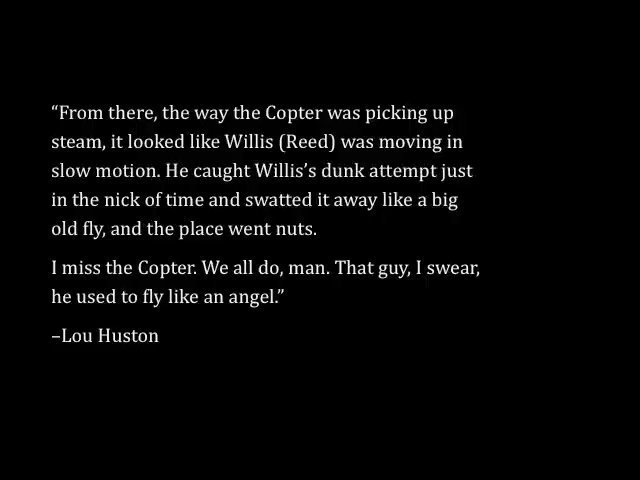 “From there, the way the Copter was picking up
steam, it looked like Willis (Reed) was moving in
slow motion. He caught Willis’s dunk attempt just
in the nick of time and swatted it away like a big
old fly, and the place went nuts.
I miss the Copter. We all do, man. That guy, I swear,
he used to fly like an angel.”
–Lou Huston